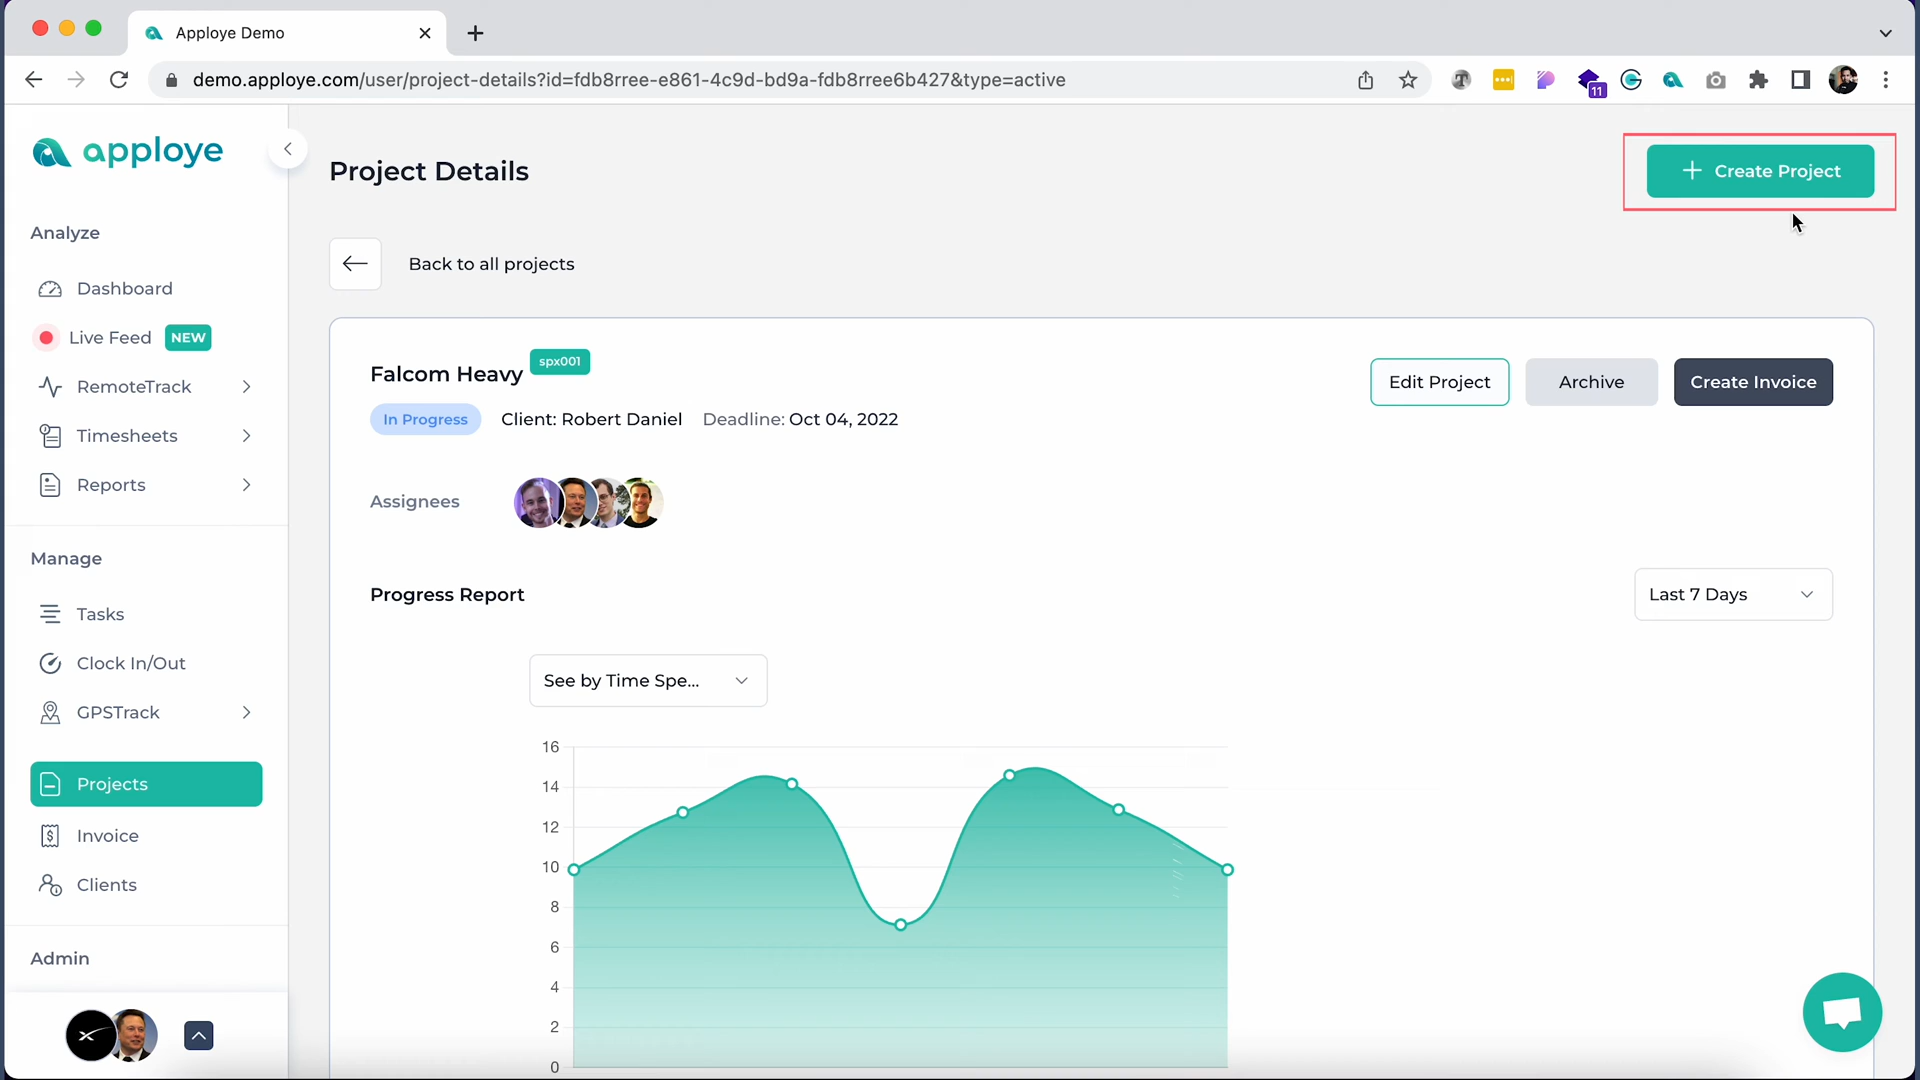 Apploye Demo
demo.apploye.com/user/project-details?id=fdb8rree-e861-4c9d-bd9a-fdb8rree6b427&type=active
11
apploye
Project Details
+ Create Project
Analyze
Back to all projects
Dashboard
Live Feed NEW
RemoteTrack
Timesheets
Reports
Falcom Heavy spx001
Edit Project
Archive
Create Invoice
In Progress
Client: Robert Daniel
Deadline: Oct 04, 2022
Assignees
Manage
Tasks
Clock In/Out
GPSTrack
Projects
Invoice
Clients
Admin
Progress Report
Last 7 Days
See by Time Spe...
16
14
12
10
8
6
4
2
0